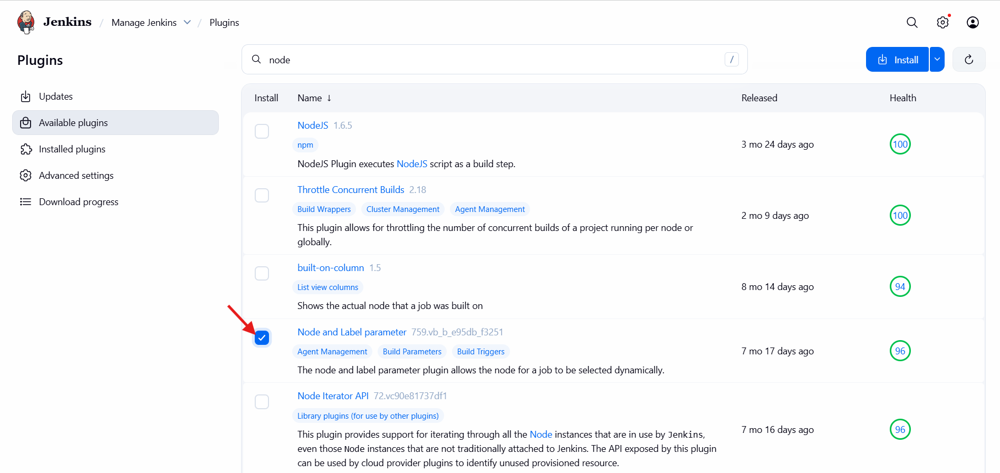 Jenkins / Manage Jenkins / Plugins
Plugins
node
/
Install
Updates
Available plugins
Installed plugins
Advanced settings
Download progress
Install Name ↓ Released Health
NodeJS 1.6.5
npm
NodeJS Plugin executes NodeJS script as a build step.
3 mo 24 days ago
100
Throttle Concurrent Builds 2.18
Build Wrappers Cluster Management Agent Management
This plugin allows for throttling the number of concurrent builds of a project running per node or
globally.
2 mo 9 days ago
100
built-on-column 1.5
List view columns
Shows the actual node that a job was built on
8 mo 14 days ago
94
Node and Label parameter 759.vb_b_e95db_f3251
Agent Management Build Parameters Build Triggers
The node and label parameter plugin allows the node for a job to be selected dynamically.
7 mo 17 days ago
96
Node Iterator API 72.vc90e81737df1
Library plugins (for use by other plugins)
This plugin provides support for iterating through all the Node instances that are in use by Jenkins,
even those Node instances that are not traditionally attached to Jenkins. The API exposed by this plugin
can be used by cloud provider plugins to identify unused provisioned resource.
7 mo 16 days ago
96